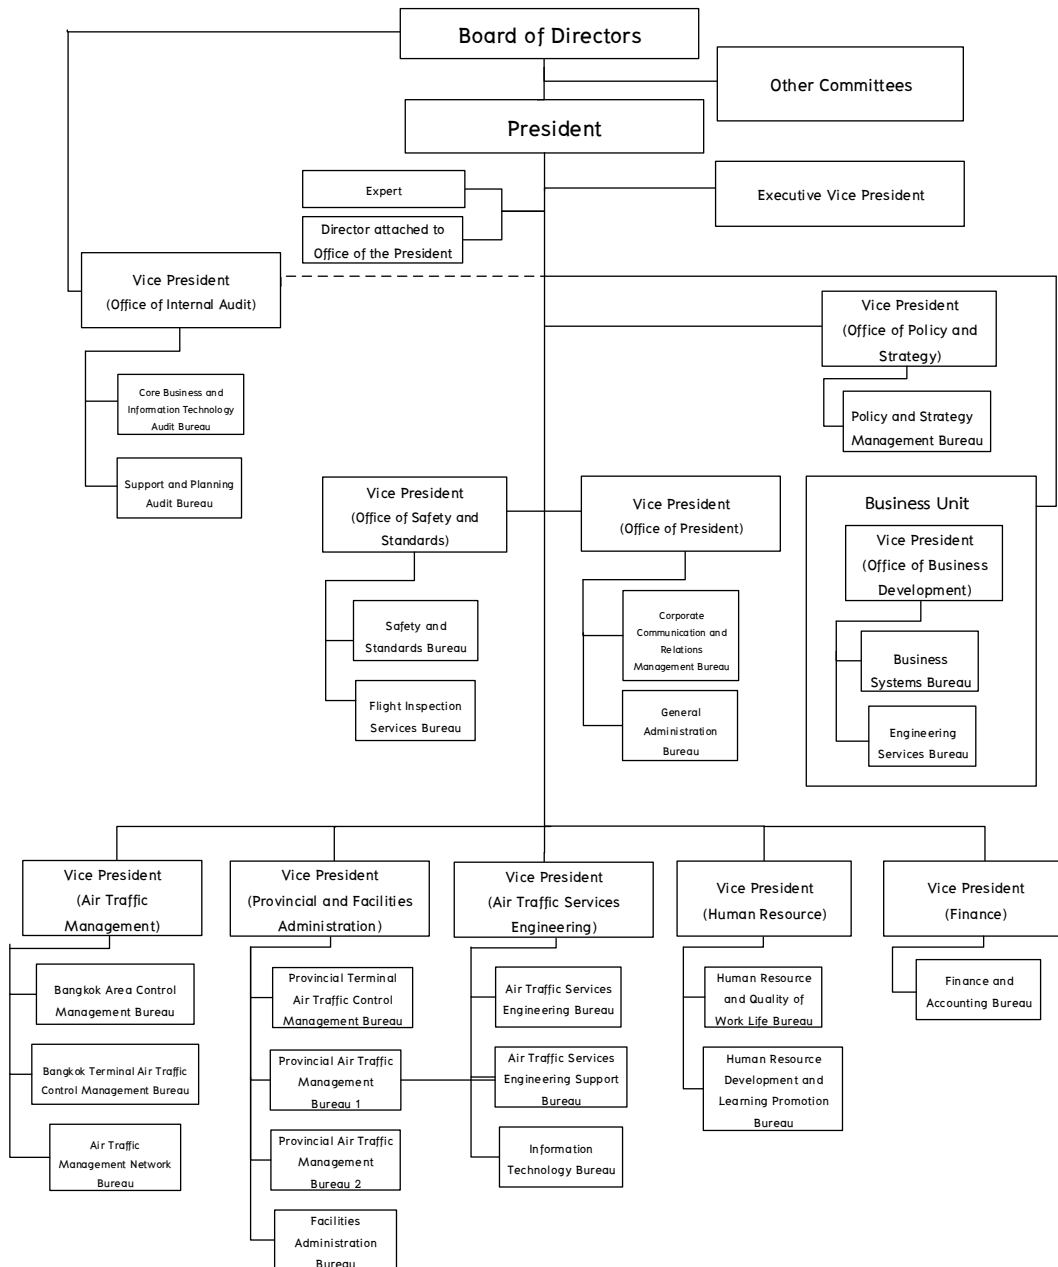 Board of Directors
Other Committees
President
Expert
Executive Vice President
Director attached to
Office of the President
Vice President
(Office of Internal Audit)
Core Business and
Information Technology
Audit Bureau
Support and Planning
Audit Bureau
Vice President
(Office of Policy and
Strategy)
Policy and Strategy
Management Bureau
Vice President
(Office of Safety and
Standards)
Safety and
Standards Bureau
Flight Inspection
Services Bureau
Vice President
(Office of President)
Corporate
Communication and
Relations
Management Bureau
General
Administration
Bureau
Business Unit
Vice President
(Office of Business
Development)
Business
Systems Bureau
Engineering
Services Bureau
Vice President
(Air Traffic
Management)
Bangkok Area Control
Management Bureau
Bangkok Terminal Air Traffic
Control Management Bureau
Air Traffic
Management Network
Bureau
Vice President
(Provincial and Facilities
Administration)
Provincial Terminal
Air Traffic Control
Management Bureau
Provincial Air Traffic
Management
Bureau 1
Provincial Air Traffic
Management
Bureau 2
Facilities
Administration
Bureau
Vice President
(Air Traffic Services
Engineering)
Air Traffic Services
Engineering Bureau
Air Traffic Services
Engineering Support
Bureau
Information
Technology Bureau
Vice President
(Human Resource)
Human Resource
and Quality of
Work Life Bureau
Human Resource
Development and
Learning Promotion
Bureau
Vice President
(Finance)
Finance and
Accounting Bureau